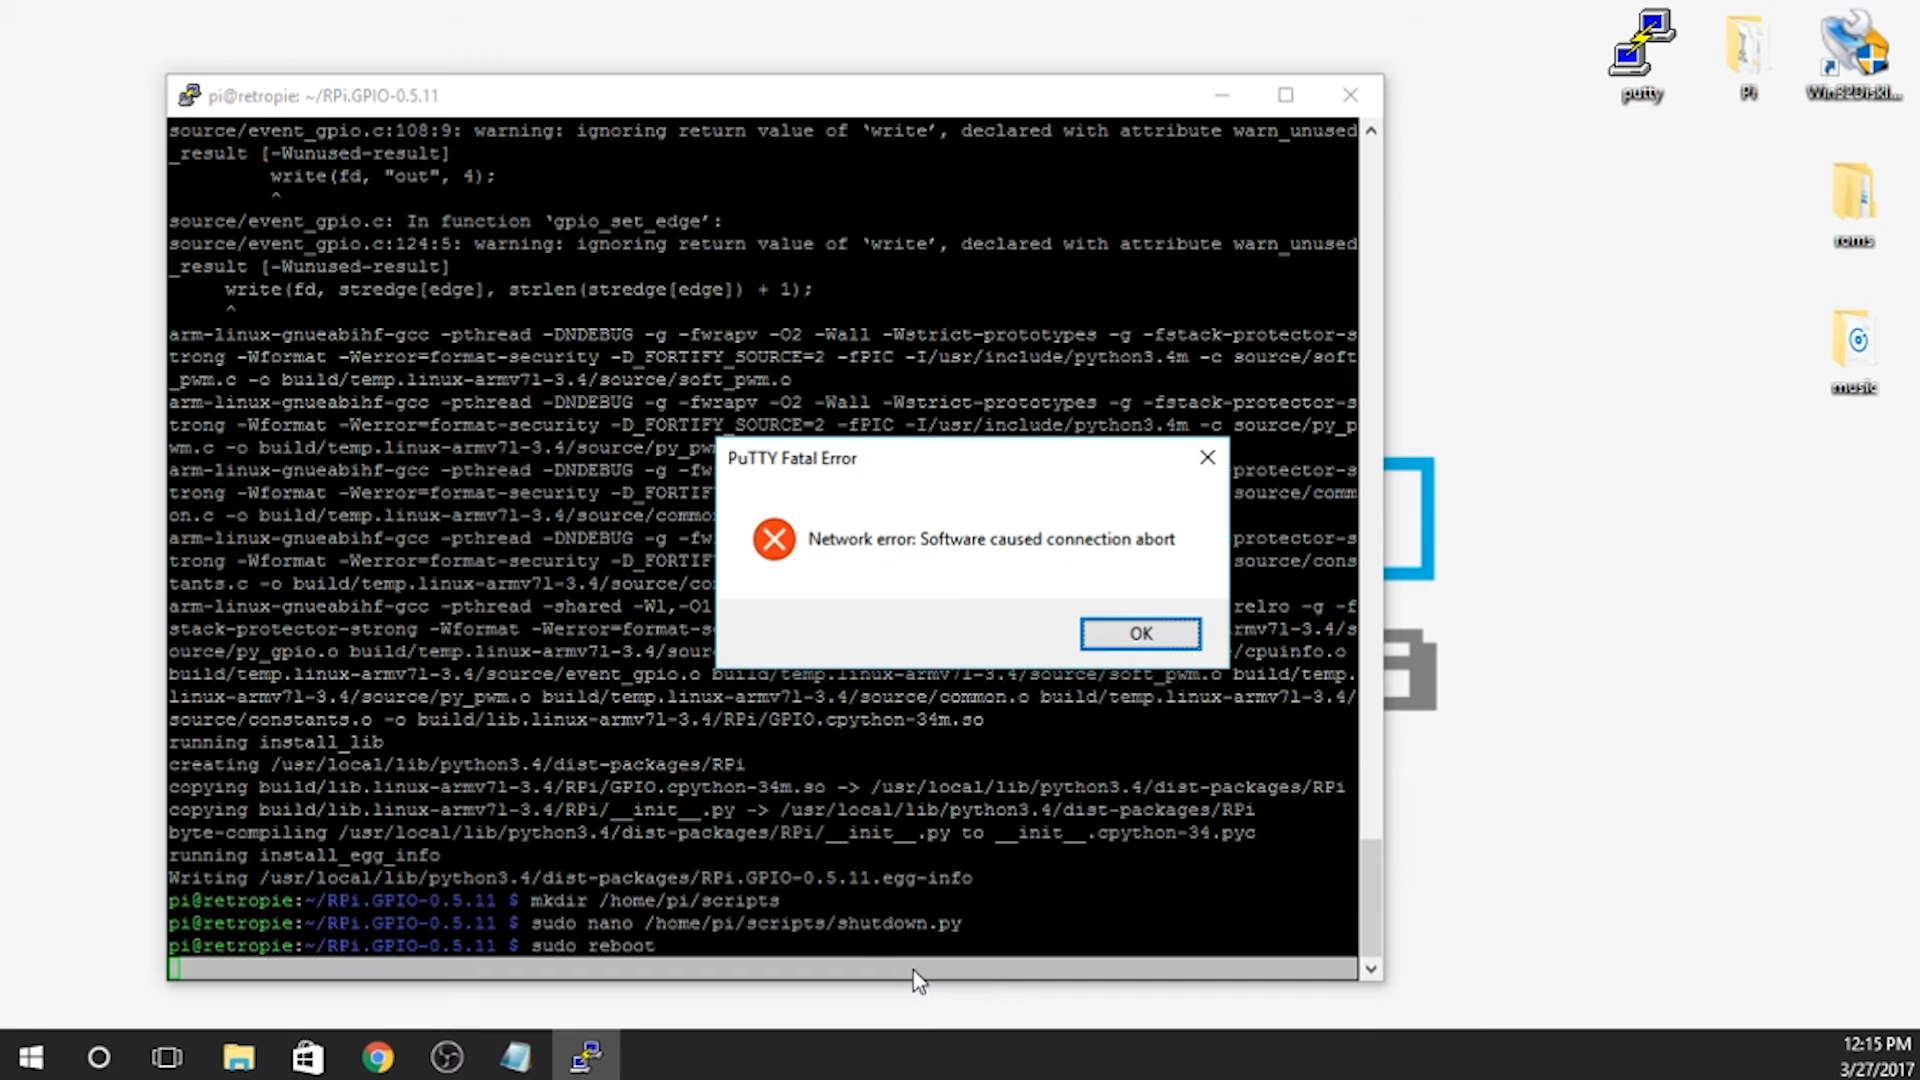 putty
Pi
Win32DiskI...
roms
music
pi@retropie: ~/RPi.GPIO-0.5.11
source/event_gpio.c:108:9: warning: ignoring return value of ‘write’, declared with attribute warn_unused
_result [-Wunused-result]
write(fd, "out", 4);
^
source/event_gpio.c: In function ‘gpio_set_edge’:
source/event_gpio.c:124:5: warning: ignoring return value of ‘write’, declared with attribute warn_unused
_result [-Wunused-result]
write(fd, stredge[edge], strlen(stredge[edge]) + 1);
^
arm-linux-gnueabihf-gcc -pthread -DNDEBUG -g -fwrapv -O2 -Wall -Wstrict-prototypes -g -fstack-protector-s
trong -Wformat -Werror=format-security -D_FORTIFY_SOURCE=2 -fPIC -I/usr/include/python3.4m -c source/soft
_pwm.c -o build/temp.linux-armv7l-3.4/source/soft_pwm.o
arm-linux-gnueabihf-gcc -pthread -DNDEBUG -g -fwrapv -O2 -Wall -Wstrict-prototypes -g -fstack-protector-s
trong -Wformat -Werror=format-security -D_FORTIFY_SOURCE=2 -fPIC -I/usr/include/python3.4m -c source/py_p
wm.c -o build/temp.linux-armv7l-3.4/source/py_pw
arm-linux-gnueabihf-gcc -pthread -DNDEBUG -g -fw rotector-s
trong -Wformat -Werror=format-security -D_FORTIF source/comm
on.c -o build/temp.linux-armv7l-3.4/source/commo
arm-linux-gnueabihf-gcc -pthread -DNDEBUG -g -fw protector-s
trong -Wformat -Werror=format-security -D_FORTIF source/cons
tants.c -o build/temp.linux-armv7l-3.4/source/co
arm-linux-gnueabihf-gcc -pthread -shared -Wl,-O1 relro -g -f
stack-protector-strong -Wformat -Werror=format-s rmv7l-3.4/s
ource/py_gpio.o build/temp.linux-armv7l-3.4/sour /cpuinfo.o
build/temp.linux-armv7l-3.4/source/event_gpio.o build/temp.linux-armv7l-3.4/source/soft_pwm.o build/temp.
linux-armv7l-3.4/source/py_pwm.o build/temp.linux-armv7l-3.4/source/common.o build/temp.linux-armv7l-3.4/
source/constants.o -o build/lib.linux-armv7l-3.4/RPi/GPIO.cpython-34m.so
running install_lib
creating /usr/local/lib/python3.4/dist-packages/RPi
copying build/lib.linux-armv7l-3.4/RPi/GPIO.cpython-34m.so -> /usr/local/lib/python3.4/dist-packages/RPi
copying build/lib.linux-armv7l-3.4/RPi/__init__.py -> /usr/local/lib/python3.4/dist-packages/RPi
byte-compiling /usr/local/lib/python3.4/dist-packages/RPi/__init__.py to __init__.cpython-34.pyc
running install_egg_info
Writing /usr/local/lib/python3.4/dist-packages/RPi.GPIO-0.5.11.egg-info
pi@retropie:~/RPi.GPIO-0.5.11 $ mkdir /home/pi/scripts
pi@retropie:~/RPi.GPIO-0.5.11 $ sudo nano /home/pi/scripts/shutdown.py
pi@retropie:~/RPi.GPIO-0.5.11 $ sudo reboot
PuTTY Fatal Error
Network error: Software caused connection abort
OK
12:15 PM
3/27/2017